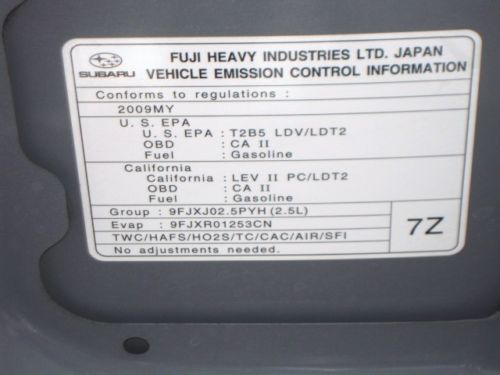 SUBARU
FUJI HEAVY INDUSTRIES LTD. JAPAN
VEHICLE EMISSION CONTROL INFORMATION
Conforms to regulations :
2009MY
U. S. EPA
U. S. EPA : T2B5 LDV/LDT2
OBD : CA II
Fuel : Gasoline
California
California : LEV II PC/LDT2
OBD : CA II
Fuel : Gasoline
Group : 9FJXJ02.5PYH (2.5L)
Evap : 9FJXR01253CN
TWC/HAFS/HO2S/TC/CAC/AIR/SFI
No adjustments needed.
7Z